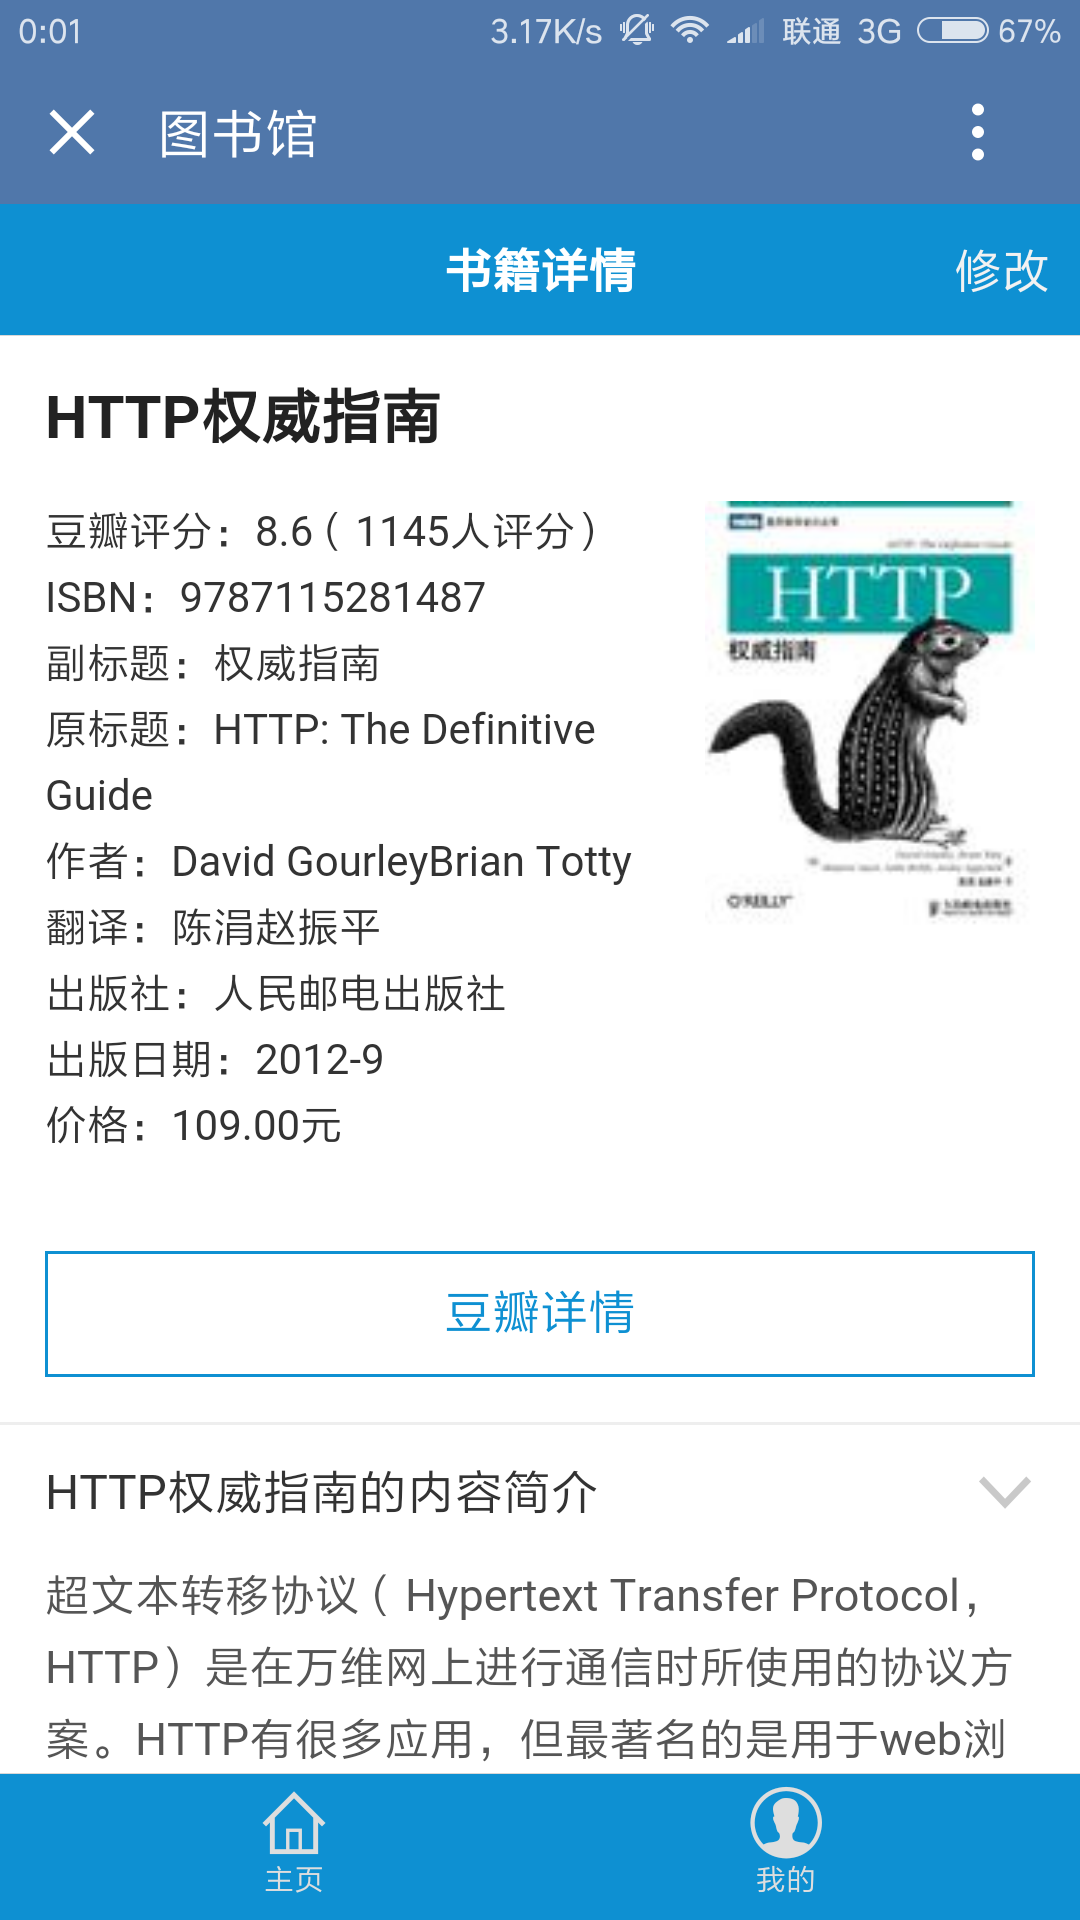 0:01 3.17K/s 联通 3G 67%
图书馆
书籍详情 修改
HTTP权威指南
豆瓣评分：8.6（1145人评分）
ISBN：9787115281487
副标题：权威指南
原标题：HTTP: The Definitive
Guide
作者：David GourleyBrian Totty
翻译：陈涓赵振平
出版社：人民邮电出版社
出版日期：2012-9
价格：109.00元
HTTP
权威指南
O'REILLY
豆瓣详情
HTTP权威指南的内容简介
超文本转移协议（Hypertext Transfer Protocol，
HTTP）是在万维网上进行通信时所使用的协议方
案。HTTP有很多应用，但最著名的是用于web浏
主页 我的